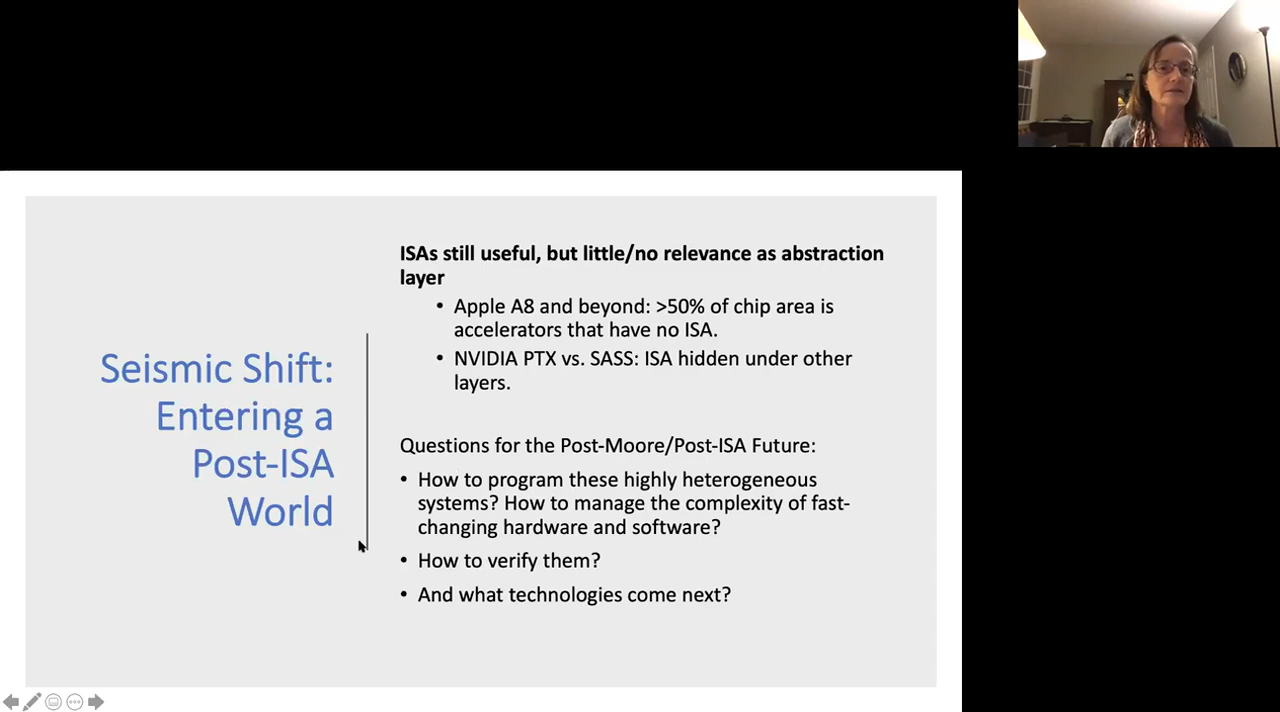 Seismic Shift:
Entering a
Post-ISA
World
ISAs still useful, but little/no relevance as abstraction
layer
• Apple A8 and beyond: >50% of chip area is
accelerators that have no ISA.
• NVIDIA PTX vs. SASS: ISA hidden under other
layers.
Questions for the Post-Moore/Post-ISA Future:
• How to program these highly heterogeneous
systems? How to manage the complexity of fast-
changing hardware and software?
• How to verify them?
• And what technologies come next?